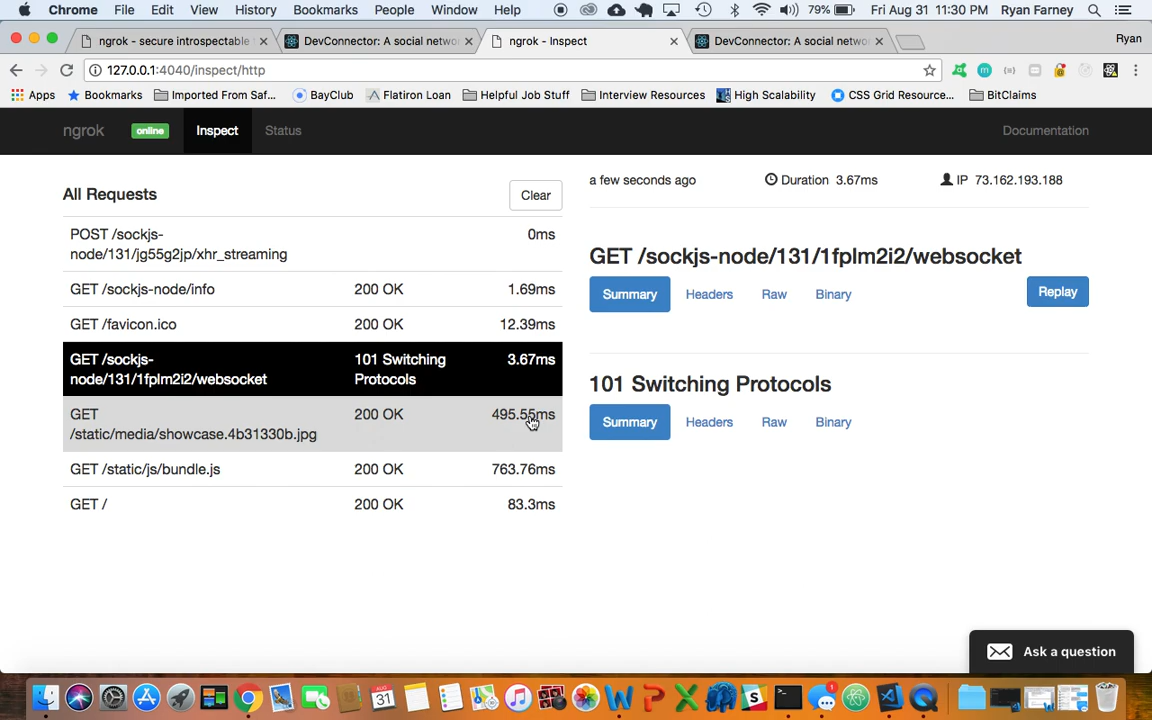 Chrome File Edit View History Bookmarks People Window Help 79% Fri Aug 31 11:30 PM Ryan Farney
ngrok - secure introspectable t DevConnector: A social netwo ngrok - Inspect DevConnector: A social netwo Ryan
127.0.0.1:4040/inspect/http
Apps Bookmarks Imported From Saf... BayClub Flatiron Loan Helpful Job Stuff Interview Resources High Scalability CSS Grid Resource... BitClaims
ngrok online Inspect Status Documentation
All Requests Clear
POST /sockjs-
node/131/jg55g2jp/xhr_streaming 0ms
GET /sockjs-node/info 200 OK 1.69ms
GET /favicon.ico 200 OK 12.39ms
GET /sockjs- 101 Switching 3.67ms
node/131/1fplm2i2/websocket Protocols
GET 200 OK 495.55ms
/static/media/showcase.4b31330b.jpg
GET /static/js/bundle.js 200 OK 763.76ms
GET / 200 OK 83.3ms
a few seconds ago Duration 3.67ms IP 73.162.193.188
GET /sockjs-node/131/1fplm2i2/websocket
Summary Headers Raw Binary Replay
101 Switching Protocols
Summary Headers Raw Binary
Ask a question
31
1